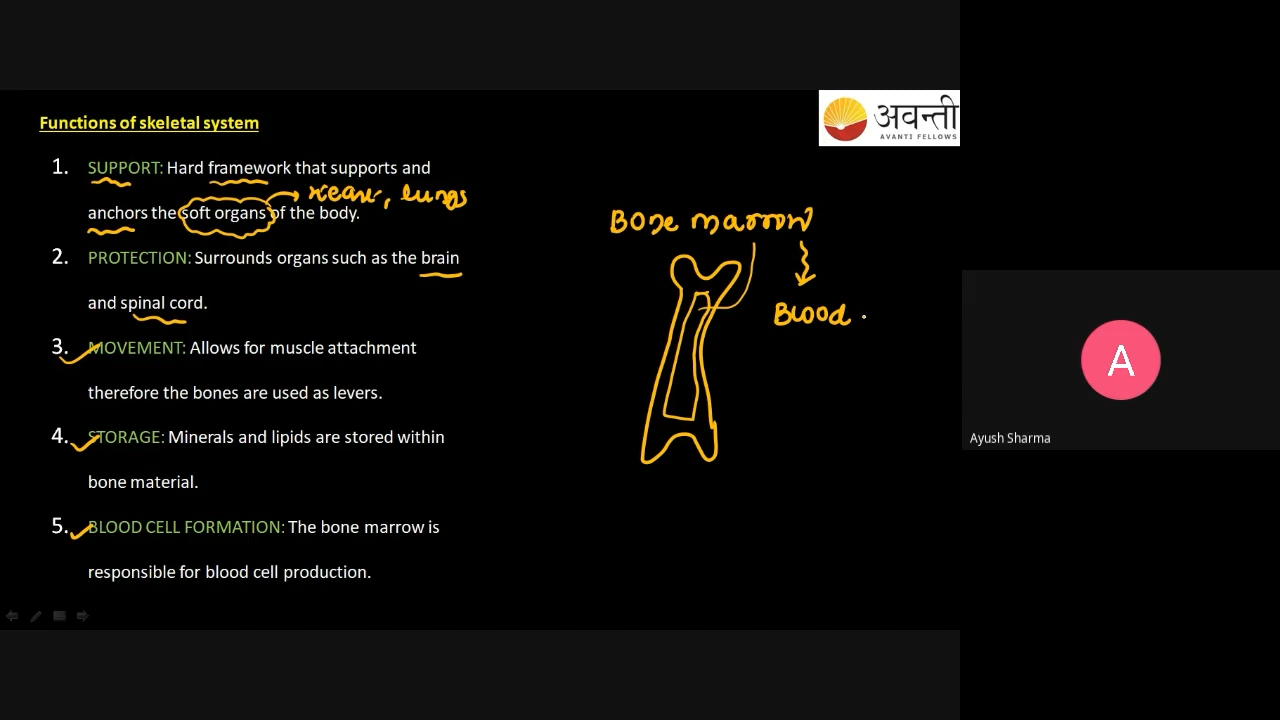 Functions of skeletal system
अवन्ती
AVANTI FELLOWS
1. SUPPORT: Hard framework that supports and
heart, lungs
anchors the soft organs of the body.
2. PROTECTION: Surrounds organs such as the brain
and spinal cord.
3. MOVEMENT: Allows for muscle attachment
therefore the bones are used as levers.
4. STORAGE: Minerals and lipids are stored within
bone material.
5. BLOOD CELL FORMATION: The bone marrow is
responsible for blood cell production.
Bone marrow
Blood
A
Ayush Sharma